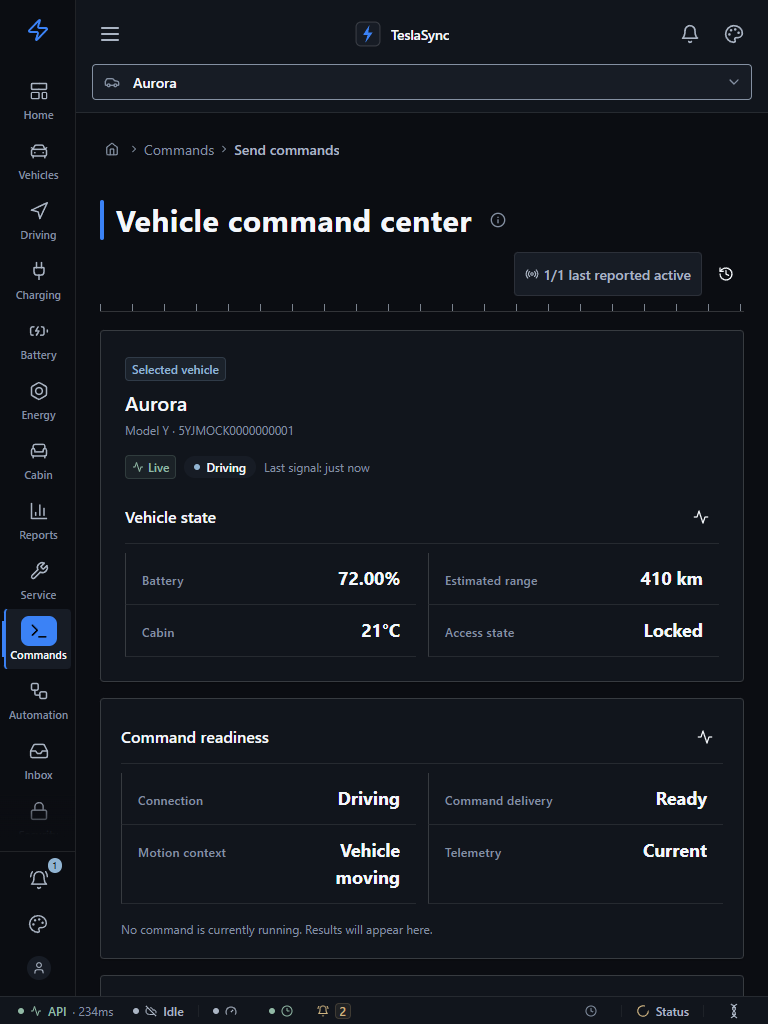 TeslaSync
Aurora
Home
Vehicles
Driving
Charging
Battery
Energy
Cabin
Reports
Service
Commands
Automation
Inbox
1
Commands
Send commands
Vehicle command center
1/1 last reported active
Selected vehicle
Aurora
Model Y · 5YJMOCK0000000001
Live
Driving
Last signal: just now
Vehicle state
Battery 72.00%
Estimated range 410 km
Cabin 21°C
Access state Locked
Command readiness
Connection Driving
Command delivery Ready
Motion context Vehicle
moving
Telemetry Current
No command is currently running. Results will appear here.
API · 234ms
Idle
2
Status